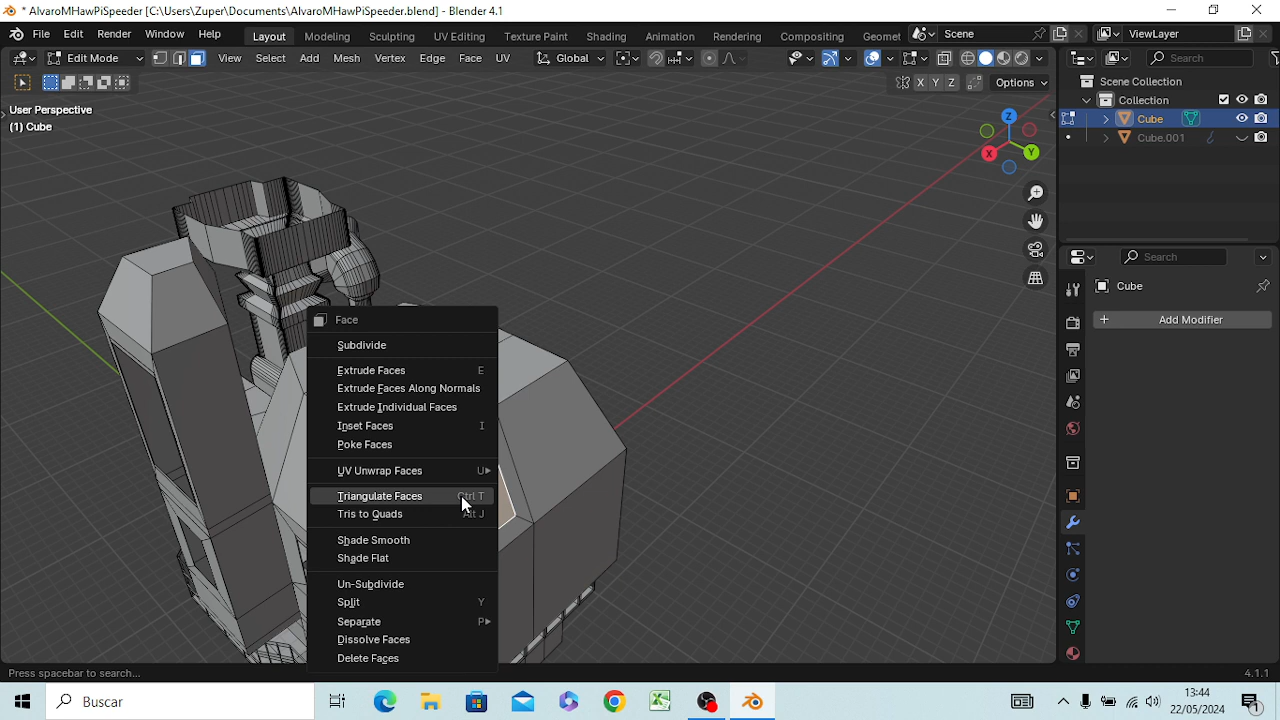 * AlvaroMHawPiSpeeder [C:\Users\Zuper\Documents\AlvaroMHawPiSpeeder.blend] - Blender 4.1
File Edit Render Window Help Layout Modeling Sculpting UV Editing Texture Paint Shading Animation Rendering Compositing Geomet Scene ViewLayer
Edit Mode View Select Add Mesh Vertex Edge Face UV Global Search
X Y Z Options
Scene Collection
User Perspective
(1) Cube
Collection
Cube
Cube.001
Z
X
Y
Search
Cube
Add Modifier
Face
Subdivide
Extrude Faces E
Extrude Faces Along Normals
Extrude Individual Faces
Inset Faces I
Poke Faces
UV Unwrap Faces U
Triangulate Faces Ctrl T
Tris to Quads Alt J
Shade Smooth
Shade Flat
Un-Subdivide
Split Y
Separate P
Dissolve Faces
Delete Faces
Press spacebar to search... 4.1.1
Buscar
13:44
22/05/2024
1